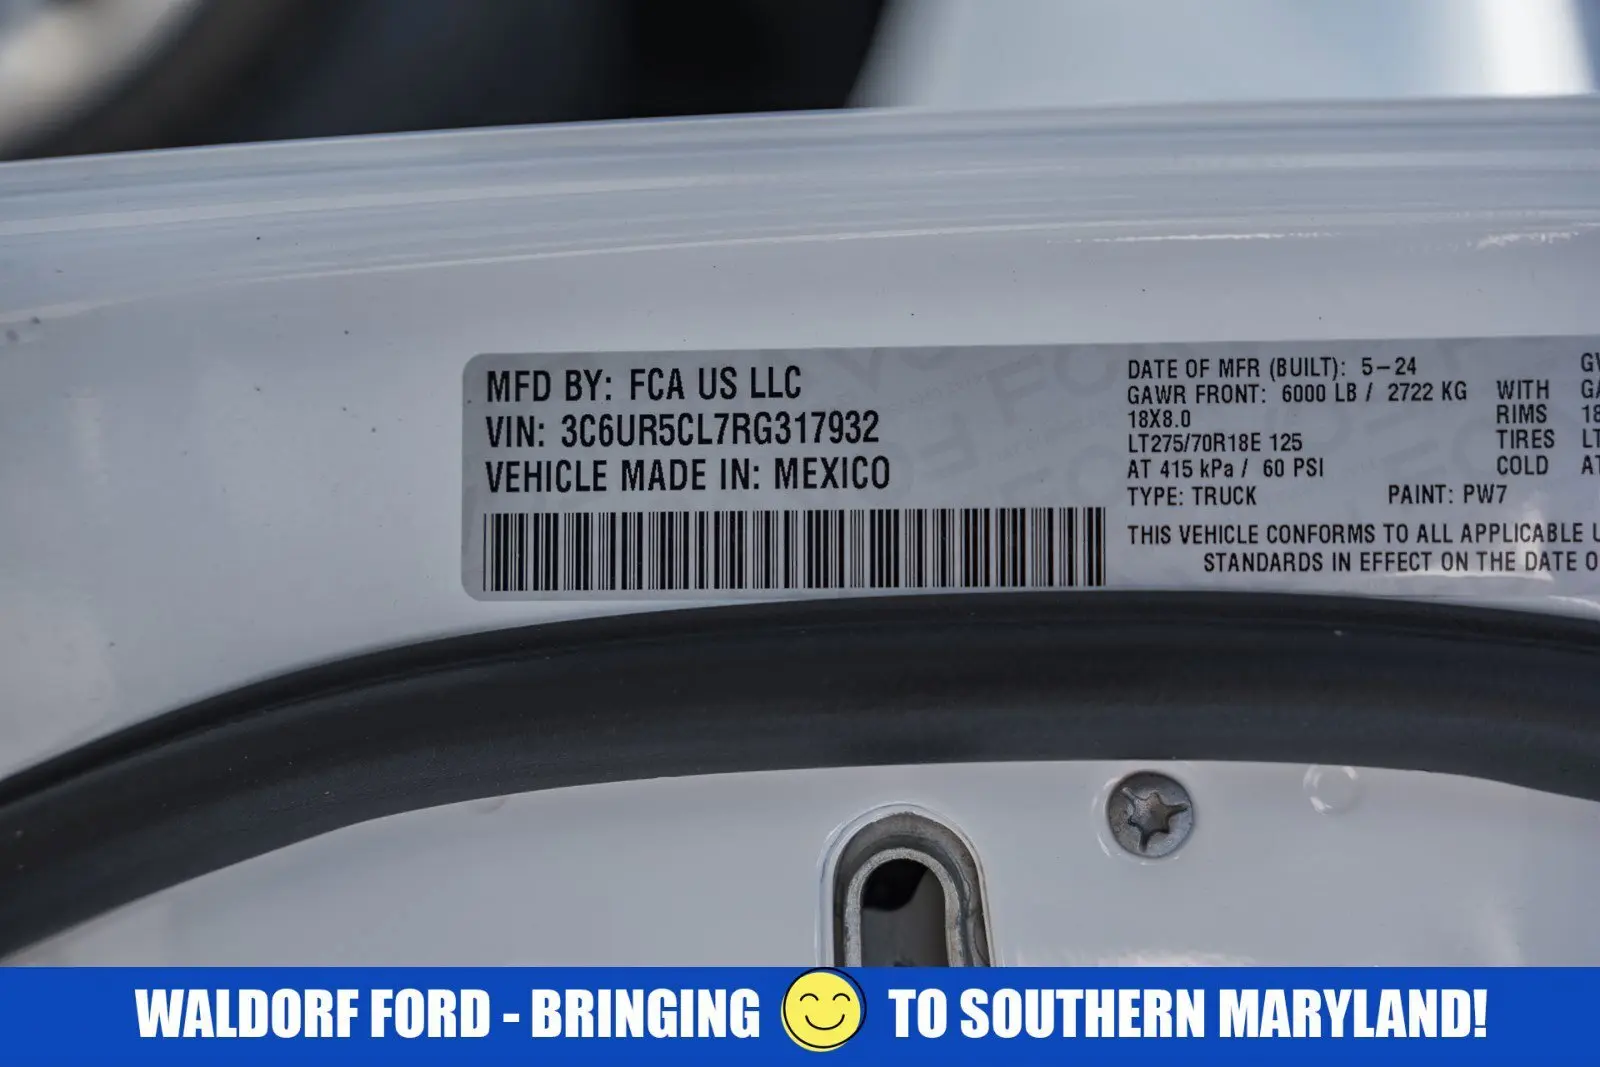 MFD BY: FCA US LLC
VIN: 3C6UR5CL7RG317932
VEHICLE MADE IN: MEXICO
DATE OF MFR (BUILT): 5-24
GAWR FRONT: 6000 LB / 2722 KG WITH
18X8.0 RIMS
LT275/70R18E 125 TIRES
AT 415 kPa / 60 PSI COLD
TYPE: TRUCK PAINT: PW7
THIS VEHICLE CONFORMS TO ALL APPLICABLE
STANDARDS IN EFFECT ON THE DATE
WALDORF FORD - BRINGING TO SOUTHERN MARYLAND!